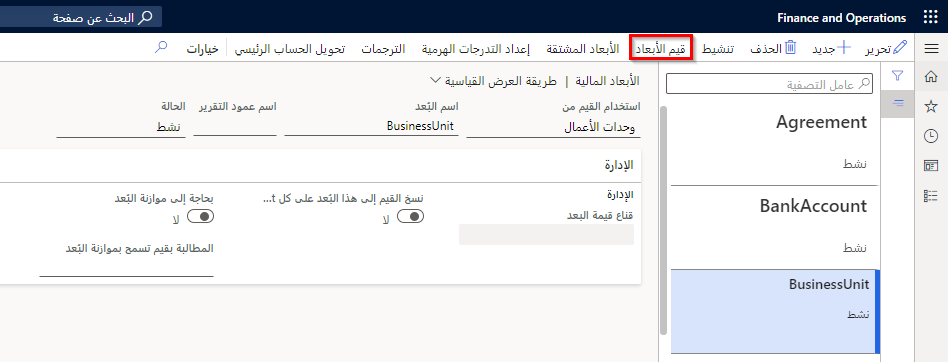 Finance and Operations
البحث عن صفحة
تحرير
جديد
الحذف
تنشيط
قيم الأبعاد
الأبعاد المشتقة
إعداد التدرجات الهرمية
الترجمات
تحويل الحساب الرئيسي
خيارات
عامل التصفية
Agreement
نشط
BankAccount
نشط
BusinessUnit
نشط
الأبعاد المالية | طريقة العرض القياسية
استخدام القيم من
وحدات الأعمال
اسم البُعد
BusinessUnit
اسم عمود التقرير
الحالة
نشط
الإدارة
الإدارة
قناع قيمة البعد
نسخ القيم إلى هذا البُعد على كل t...
لا
بحاجة إلى موازنة البُعد
لا
المطالبة بقيم تسمح بموازنة البُعد